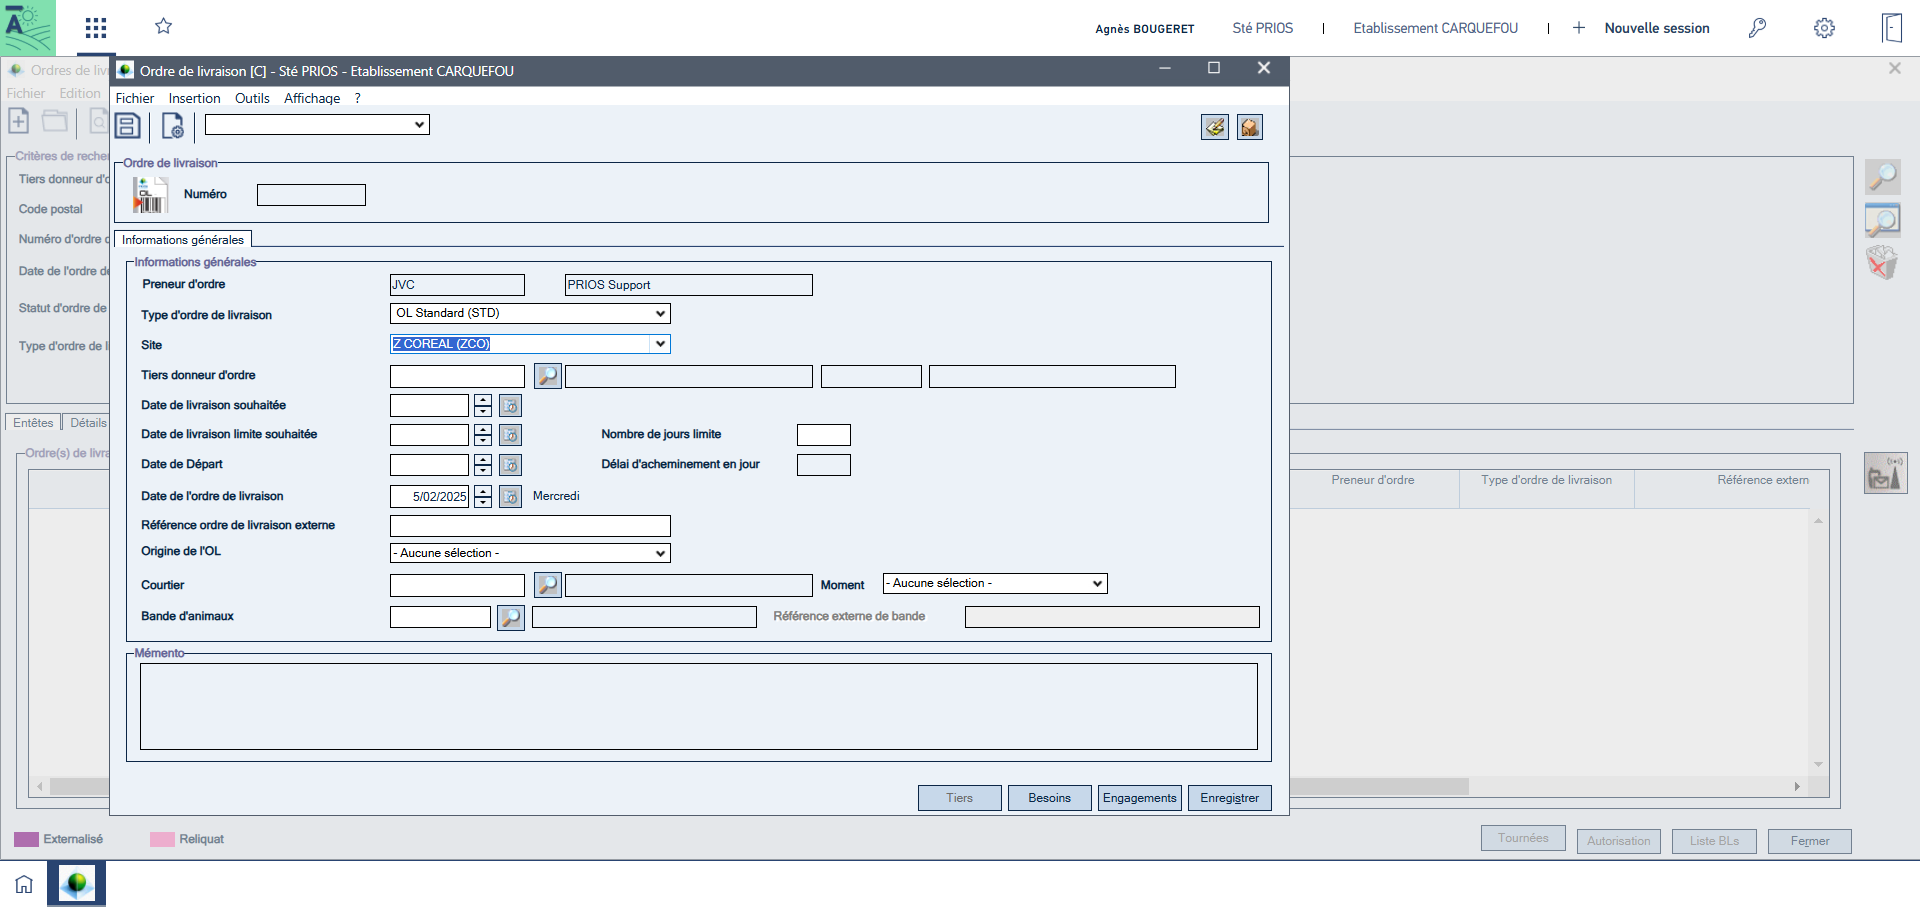 Agnès BOUGERET Sté PRIOS | Etablissement CARQUEFOU | + Nouvelle session
Ordres de liv
Fichier Edition
Critères de recher
Tiers donneur d'o
Code postal
Numéro d'ordre d
Date de l'ordre de
Statut d'ordre de
Type d'ordre de li
Entêtes Détails
Ordre(s) de livra
Ordre de livraison [C] - Sté PRIOS - Etablissement CARQUEFOU
Fichier Insertion Outils Affichage ?
Ordre de livraison
OL
Numéro
Informations générales
Informations générales
Preneur d'ordre JVC PRIOS Support
Type d'ordre de livraison OL Standard (STD)
Site Z COREAL (ZCO)
Tiers donneur d'ordre
Date de livraison souhaitée
Date de livraison limite souhaitée Nombre de jours limite
Date de Départ Délai d'acheminement en jour
Date de l'ordre de livraison 5/02/2025 Mercredi
Référence ordre de livraison externe
Origine de l'OL - Aucune sélection -
Courtier Moment - Aucune sélection -
Bande d'animaux Référence externe de bande
Mémento
Tiers Besoins Engagements Enregistrer
Preneur d'ordre Type d'ordre de livraison Référence extern
Externalisé Reliquat
Tournées Autorisation Liste BLs Fermer